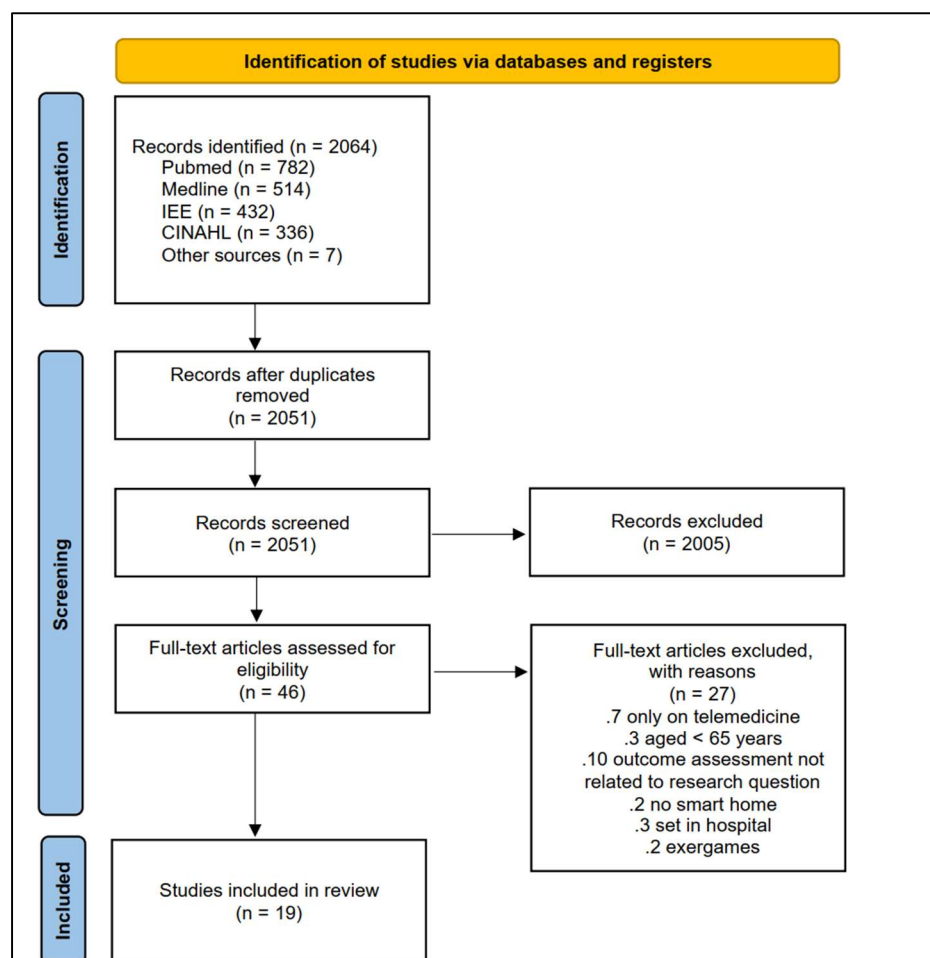 Identification of studies via databases and registers
Identification
Records identified (n = 2064)
Pubmed (n = 782)
Medline (n = 514)
IEE (n = 432)
CINAHL (n = 336)
Other sources (n = 7)
Screening
Records after duplicates
removed
(n = 2051)
Records screened
(n = 2051)
Records excluded
(n = 2005)
Full-text articles assessed for
eligibility
(n = 46)
Full-text articles excluded,
with reasons
(n = 27)
.7 only on telemedicine
.3 aged < 65 years
.10 outcome assessment not
related to research question
.2 no smart home
.3 set in hospital
.2 exergames
Included
Studies included in review
(n = 19)